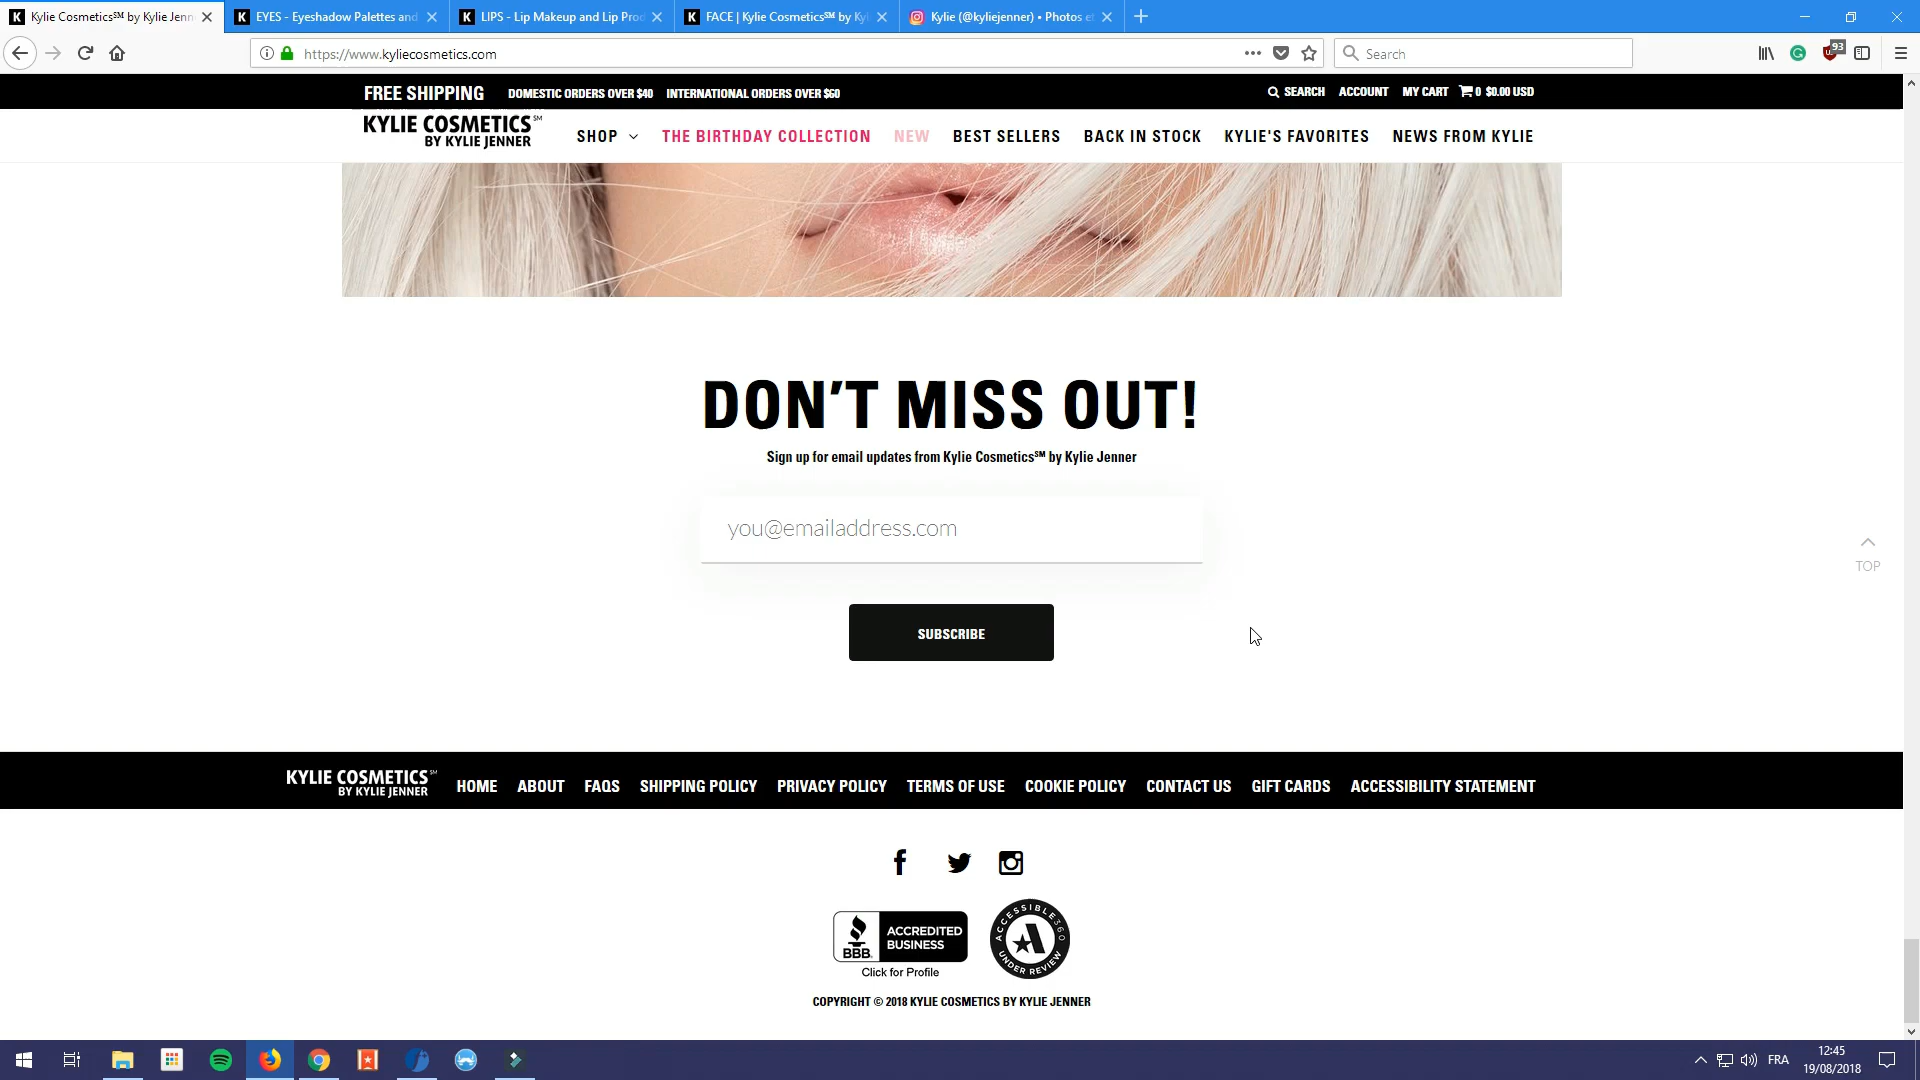 Kylie Cosmetics℠ by Kylie Jenn
EYES - Eyeshadow Palettes and
LIPS - Lip Makeup and Lip Pro
FACE | Kylie Cosmetics℠ by Ky
Kylie (@kyliejenner) • Photos et
https://www.kyliecosmetics.com
Search
93
FREE SHIPPING DOMESTIC ORDERS OVER $40 INTERNATIONAL ORDERS OVER $60
SEARCH ACCOUNT MY CART 0 $0.00 USD
KYLIE COSMETICS℠
BY KYLIE JENNER
SHOP THE BIRTHDAY COLLECTION NEW BEST SELLERS BACK IN STOCK KYLIE'S FAVORITES NEWS FROM KYLIE
DON'T MISS OUT!
Sign up for email updates from Kylie Cosmetics℠ by Kylie Jenner
you@emailaddress.com
TOP
SUBSCRIBE
KYLIE COSMETICS℠
BY KYLIE JENNER
HOME ABOUT FAQS SHIPPING POLICY PRIVACY POLICY TERMS OF USE COOKIE POLICY CONTACT US GIFT CARDS ACCESSIBILITY STATEMENT
BBB. ACCREDITED
BUSINESS
Click for Profile
ACCESSIBLE360
UNDER REVIEW
COPYRIGHT © 2018 KYLIE COSMETICS BY KYLIE JENNER
FRA
12:45
19/08/2018